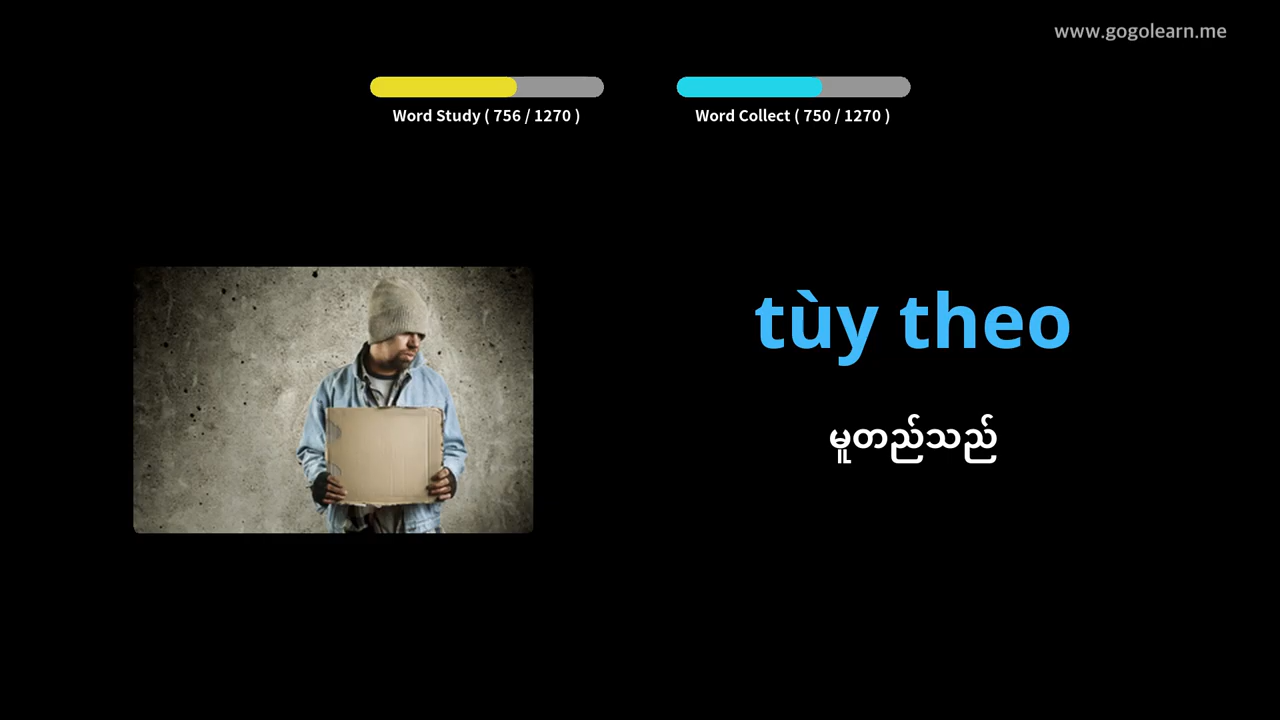 www.gogolearn.me
Word Study ( 756 / 1270 )
Word Collect ( 750 / 1270 )
tùy theo
မူတည်သည်